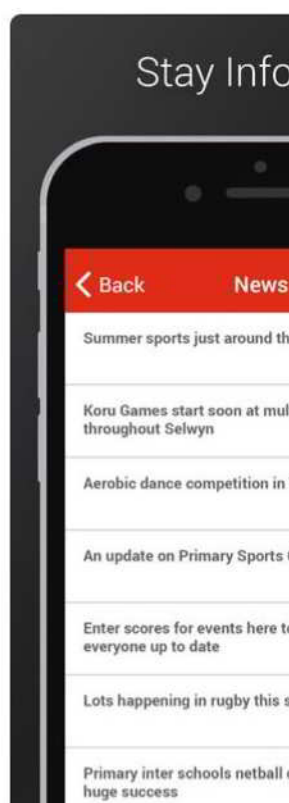 Stay Info
Back
News
Summer sports just around th
Koru Games start soon at mul
throughout Selwyn
Aerobic dance competition in
An update on Primary Sports
Enter scores for events here to
everyone up to date
Lots happening in rugby this s
Primary inter schools netball
huge success